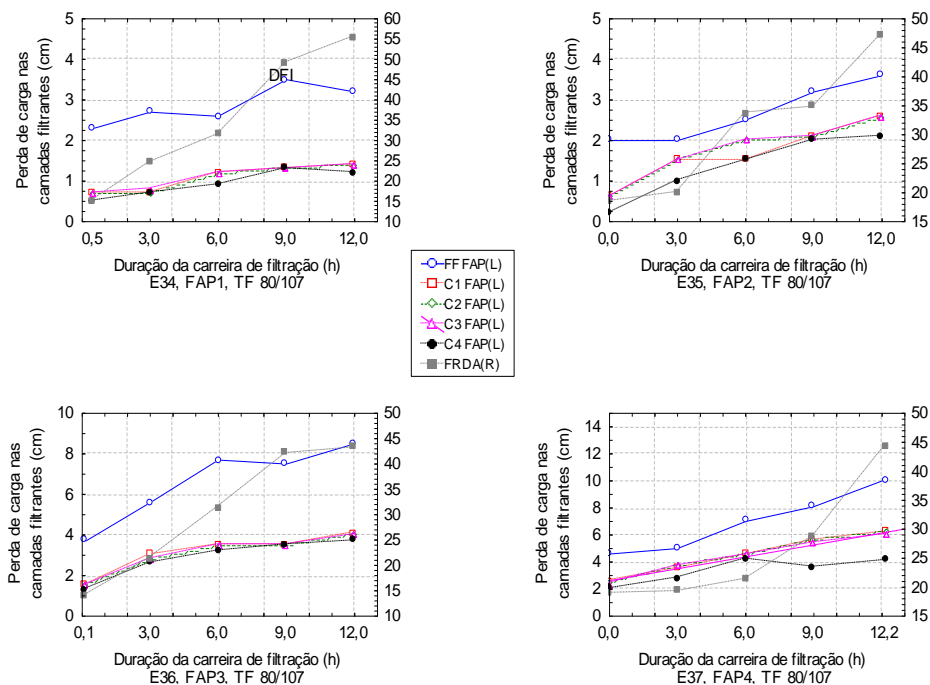 5 60
55
4 50
DFI
45
3 40
35
2 30
25
1 20
15
0 10
0,5 3,0 6,0 9,0 12,0
Perda de carga nas
camadas filtrantes (cm)
Duração da carreira de filtração (h)
E34, FAP1, TF 80/107
5 50
45
4 40
3 35
30
2 25
1 20
0 15
0,0 3,0 6,0 9,0 12,0
Perda de carga nas
camadas filtrantes (cm)
Duração da carreira de filtração (h)
E35, FAP2, TF 80/107
FF FAP(L)
C1 FAP(L)
C2 FAP(L)
C3 FAP(L)
C4 FAP(L)
FRDA(R)
10 50
45
8 40
6 35
30
4 25
2 20
15
0 10
0,1 3,0 6,0 9,0 12,0
Perda de carga nas
camadas filtrantes (cm)
Duração da carreira de filtração (h)
E36, FAP3, TF 80/107
14 50
12 45
10 40
8 35
6 30
4 25
2 20
0 15
0,0 3,0 6,0 9,0 12,2
Perda de carga nas
camadas filtrantes (cm)
Duração da carreira de filtração (h)
E37, FAP4, TF 80/107